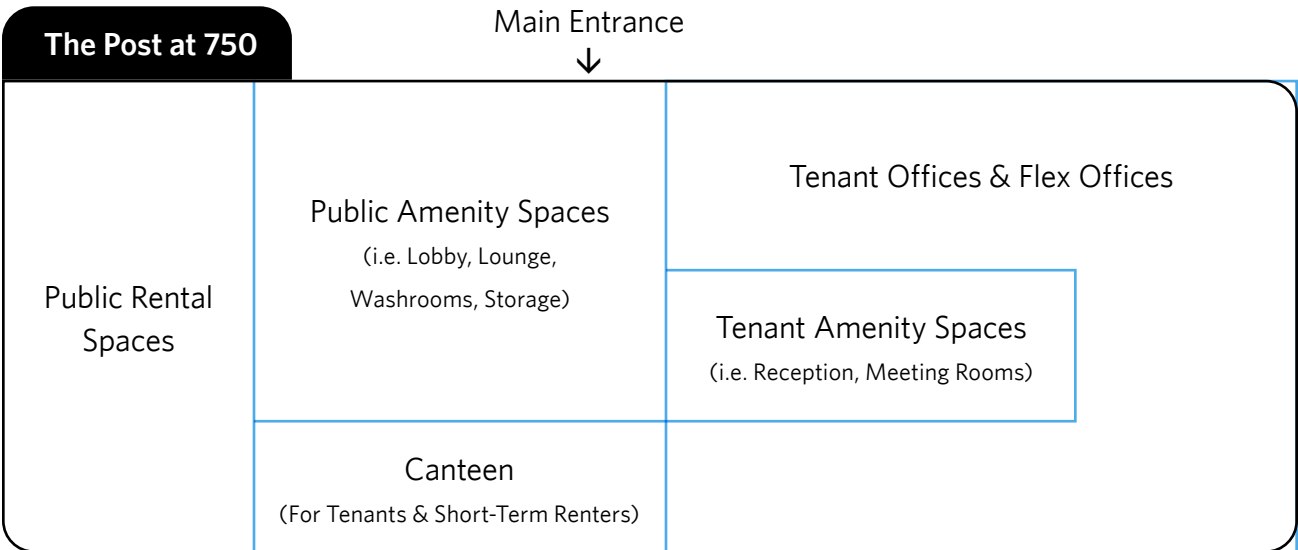 The Post at 750
Main Entrance
Public Rental
Spaces
Public Amenity Spaces
(i.e. Lobby, Lounge,
Washrooms, Storage)
Canteen
(For Tenants & Short-Term Renters)
Tenant Offices & Flex Offices
Tenant Amenity Spaces
(i.e. Reception, Meeting Rooms)